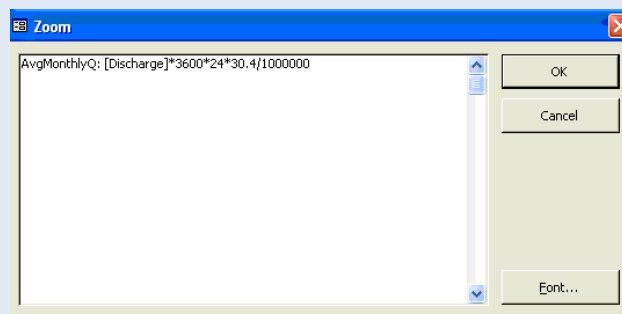 Zoom
AvgMonthlyQ: [Discharge]*3600*24*30.4/1000000
OK
Cancel
Font...